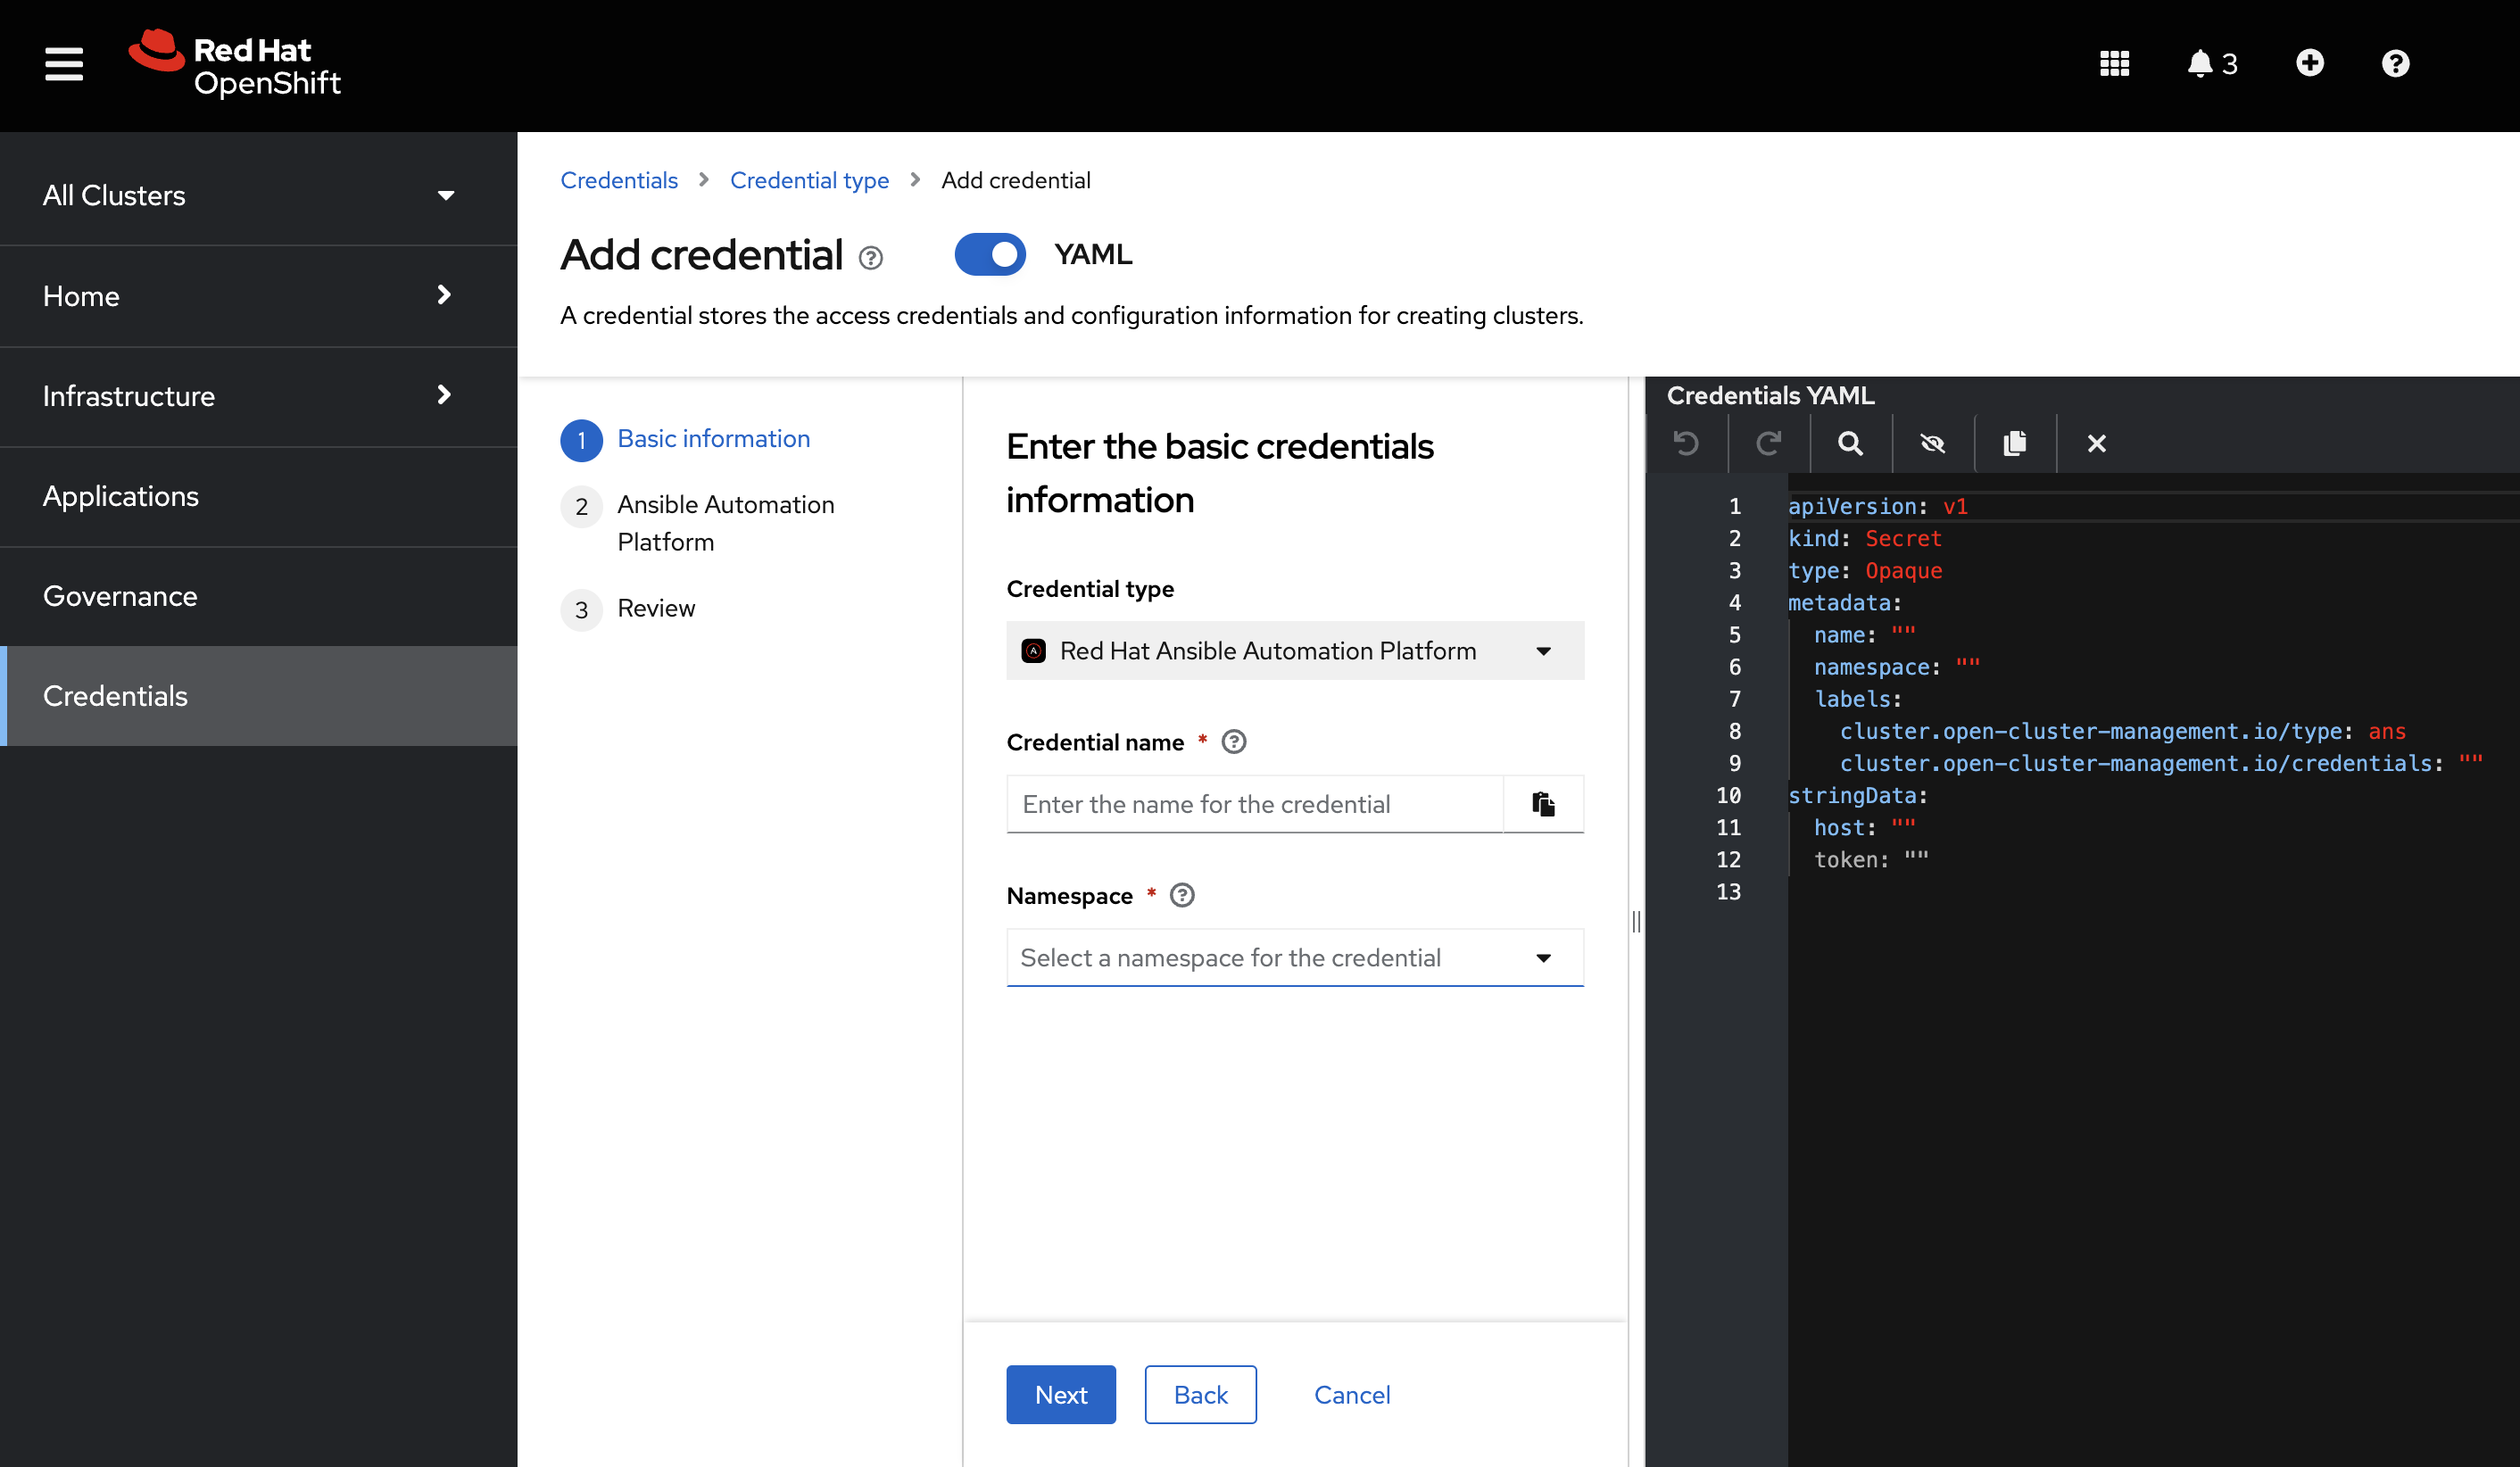 Red Hat
OpenShift
3
All Clusters
Home
Infrastructure
Applications
Governance
Credentials
Credentials
Credential type
Add credential
Add credential
YAML
A credential stores the access credentials and configuration information for creating clusters.
1 Basic information
2 Ansible Automation
Platform
3 Review
Enter the basic credentials
information
Credential type
Red Hat Ansible Automation Platform
Credential name *
Enter the name for the credential
Namespace *
Select a namespace for the credential
Next
Back
Cancel
Credentials YAML
1 apiVersion: v1
2 kind: Secret
3 type: Opaque
4 metadata:
5 name: ""
6 namespace: ""
7 labels:
8 cluster.open-cluster-management.io/type: ans
9 cluster.open-cluster-management.io/credentials: ""
10 stringData:
11 host: ""
12 token: ""
13